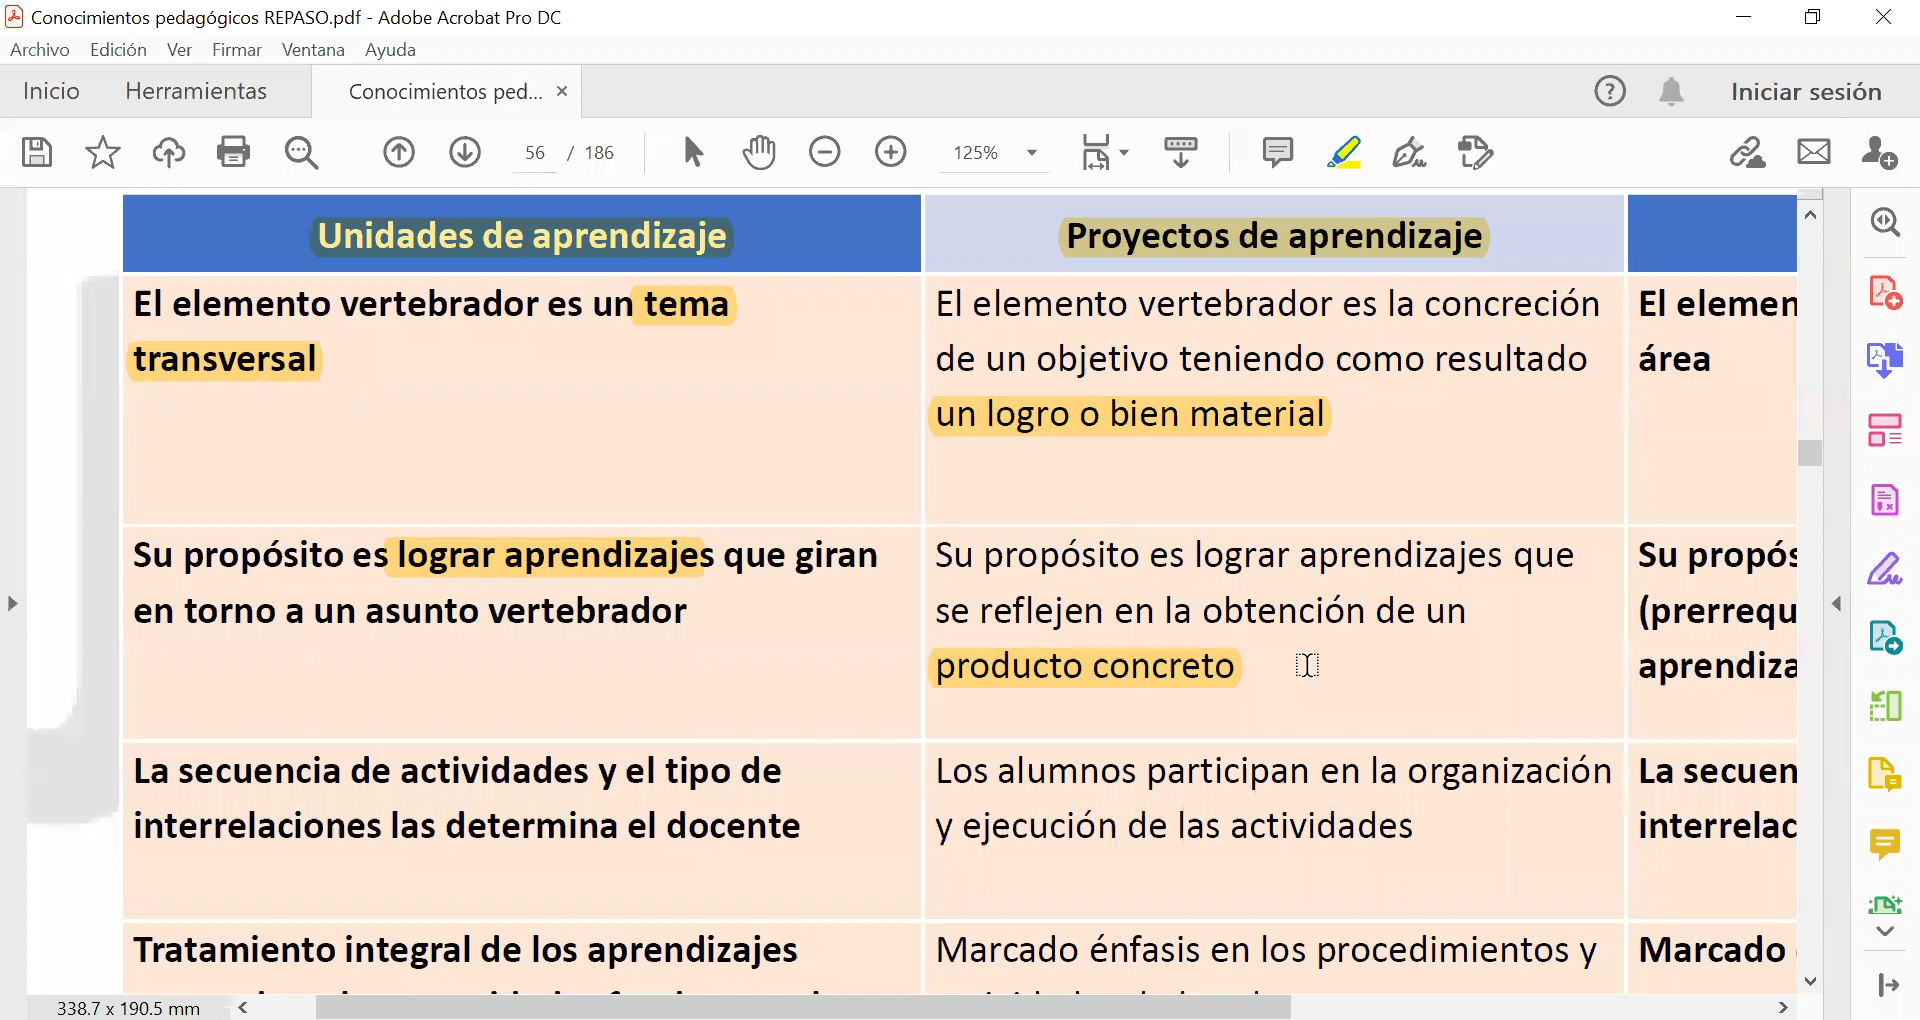 Conocimientos pedagógicos REPASO.pdf - Adobe Acrobat Pro DC
Archivo Edición Ver Firmar Ventana Ayuda
Inicio Herramientas Conocimientos ped... × Iniciar sesión
56 / 186 125%
Unidades de aprendizaje
Proyectos de aprendizaje
El elemento vertebrador es un tema
transversal
El elemento vertebrador es la concreción
de un objetivo teniendo como resultado
un logro o bien material
El elemen
área
Su propósito es lograr aprendizajes que giran
en torno a un asunto vertebrador
Su propósito es lograr aprendizajes que
se reflejen en la obtención de un
producto concreto
Su propós
(prerrequ
aprendiza
La secuencia de actividades y el tipo de
interrelaciones las determina el docente
Los alumnos participan en la organización
y ejecución de las actividades
La secuen
interrelac
Tratamiento integral de los aprendizajes
Marcado énfasis en los procedimientos y
Marcado
338.7 x 190.5 mm